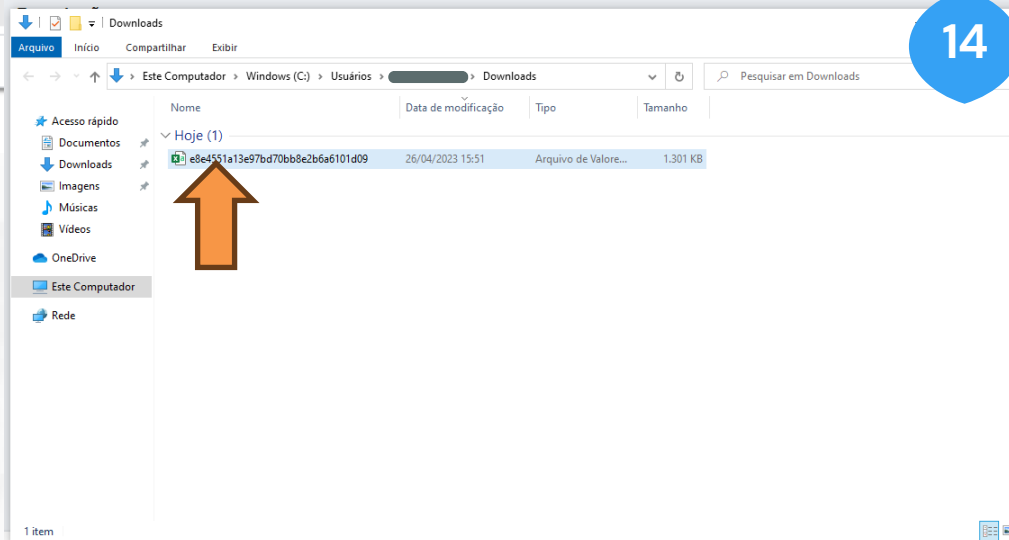 Downloads
14
Arquivo Início Compartilhar Exibir
Este Computador › Windows (C:) › Usuários › › Downloads
Pesquisar em Downloads
Nome Data de modificação Tipo Tamanho
Acesso rápido
Hoje (1)
Documentos
e8e4551a13e97bd70bb8e2b6a6101d09 26/04/2023 15:51 Arquivo de Valore... 1.301 KB
Downloads
Imagens
Músicas
Vídeos
OneDrive
Este Computador
Rede
1 item